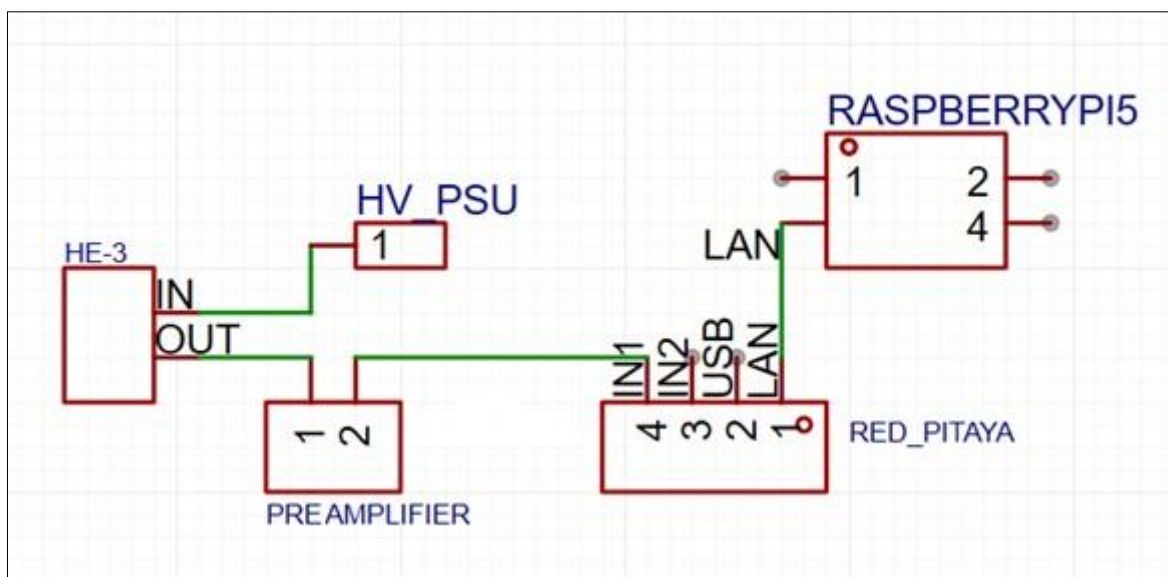 RASPBERRYPI5
1
2
4
LAN
HV_PSU
1
HE-3
IN
OUT
IN1
IN2
USB
LAN
4
3
2
1
RED_PITAYA
1
2
PREAMPLIFIER